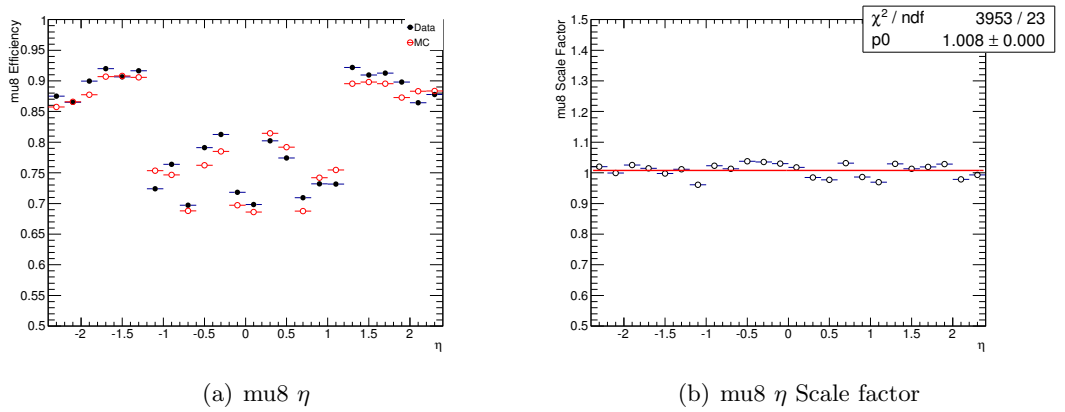 mu8 Efficiency
1
0.95
0.9
0.85
0.8
0.75
0.7
0.65
0.6
0.55
0.5
-2 -1.5 -1 -0.5 0 0.5 1 1.5 2
η
Data
MC
(a) mu8 η
mu8 Scale Factor
1.5
1.4
1.3
1.2
1.1
1
0.9
0.8
0.7
0.6
0.5
-2 -1.5 -1 -0.5 0 0.5 1 1.5 2
η
χ² / ndf 3953 / 23
p0 1.008 ± 0.000
(b) mu8 η Scale factor